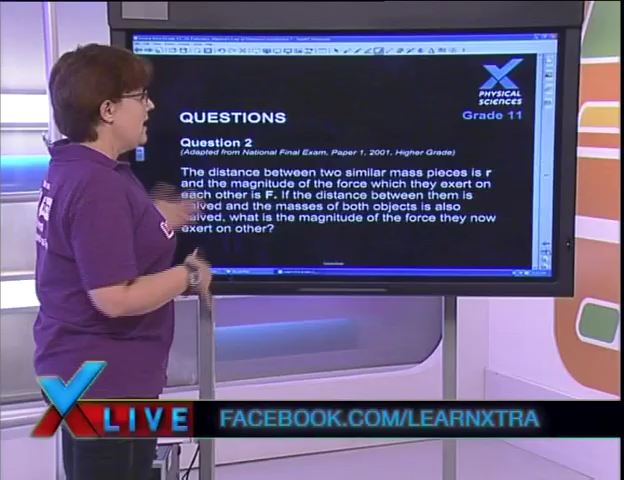 PHYSICAL
SCIENCES
Grade 11
QUESTIONS
Question 2
(Adapted from National Final Exam, Paper 1, 2001, Higher Grade)
The distance between two similar mass pieces is r
and the magnitude of the force which they exert on
each other is F. If the distance between them is
halved and the masses of both objects is also
halved, what is the magnitude of the force they now
exert on other?
X LIVE
FACEBOOK.COM/LEARNXTRA